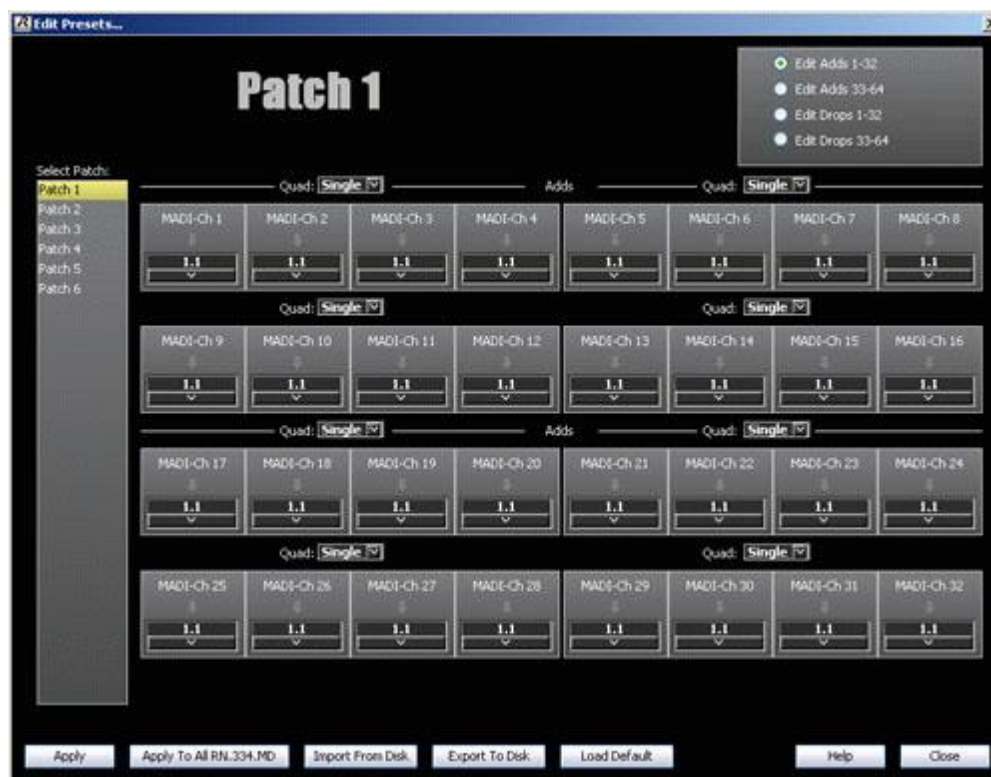 Edit Presets...
Patch 1
Edit Adds 1-32
Edit Adds 33-64
Edit Drops 1-32
Edit Drops 33-64
Select Patch:
Patch 1
Patch 2
Patch 3
Patch 4
Patch 5
Patch 6
Quad: Single Adds Quad: Single
MADI-Ch 1 MADI-Ch 2 MADI-Ch 3 MADI-Ch 4 MADI-Ch 5 MADI-Ch 6 MADI-Ch 7 MADI-Ch 8
1.1 1.1 1.1 1.1 1.1 1.1 1.1 1.1
Quad: Single Quad: Single
MADI-Ch 9 MADI-Ch 10 MADI-Ch 11 MADI-Ch 12 MADI-Ch 13 MADI-Ch 14 MADI-Ch 15 MADI-Ch 16
1.1 1.1 1.1 1.1 1.1 1.1 1.1 1.1
Quad: Single Adds Quad: Single
MADI-Ch 17 MADI-Ch 18 MADI-Ch 19 MADI-Ch 20 MADI-Ch 21 MADI-Ch 22 MADI-Ch 23 MADI-Ch 24
1.1 1.1 1.1 1.1 1.1 1.1 1.1 1.1
Quad: Single Quad: Single
MADI-Ch 25 MADI-Ch 26 MADI-Ch 27 MADI-Ch 28 MADI-Ch 29 MADI-Ch 30 MADI-Ch 31 MADI-Ch 32
1.1 1.1 1.1 1.1 1.1 1.1 1.1 1.1
Apply Apply To All RN.334.MD Import From Disk Export To Disk Load Default Help Close